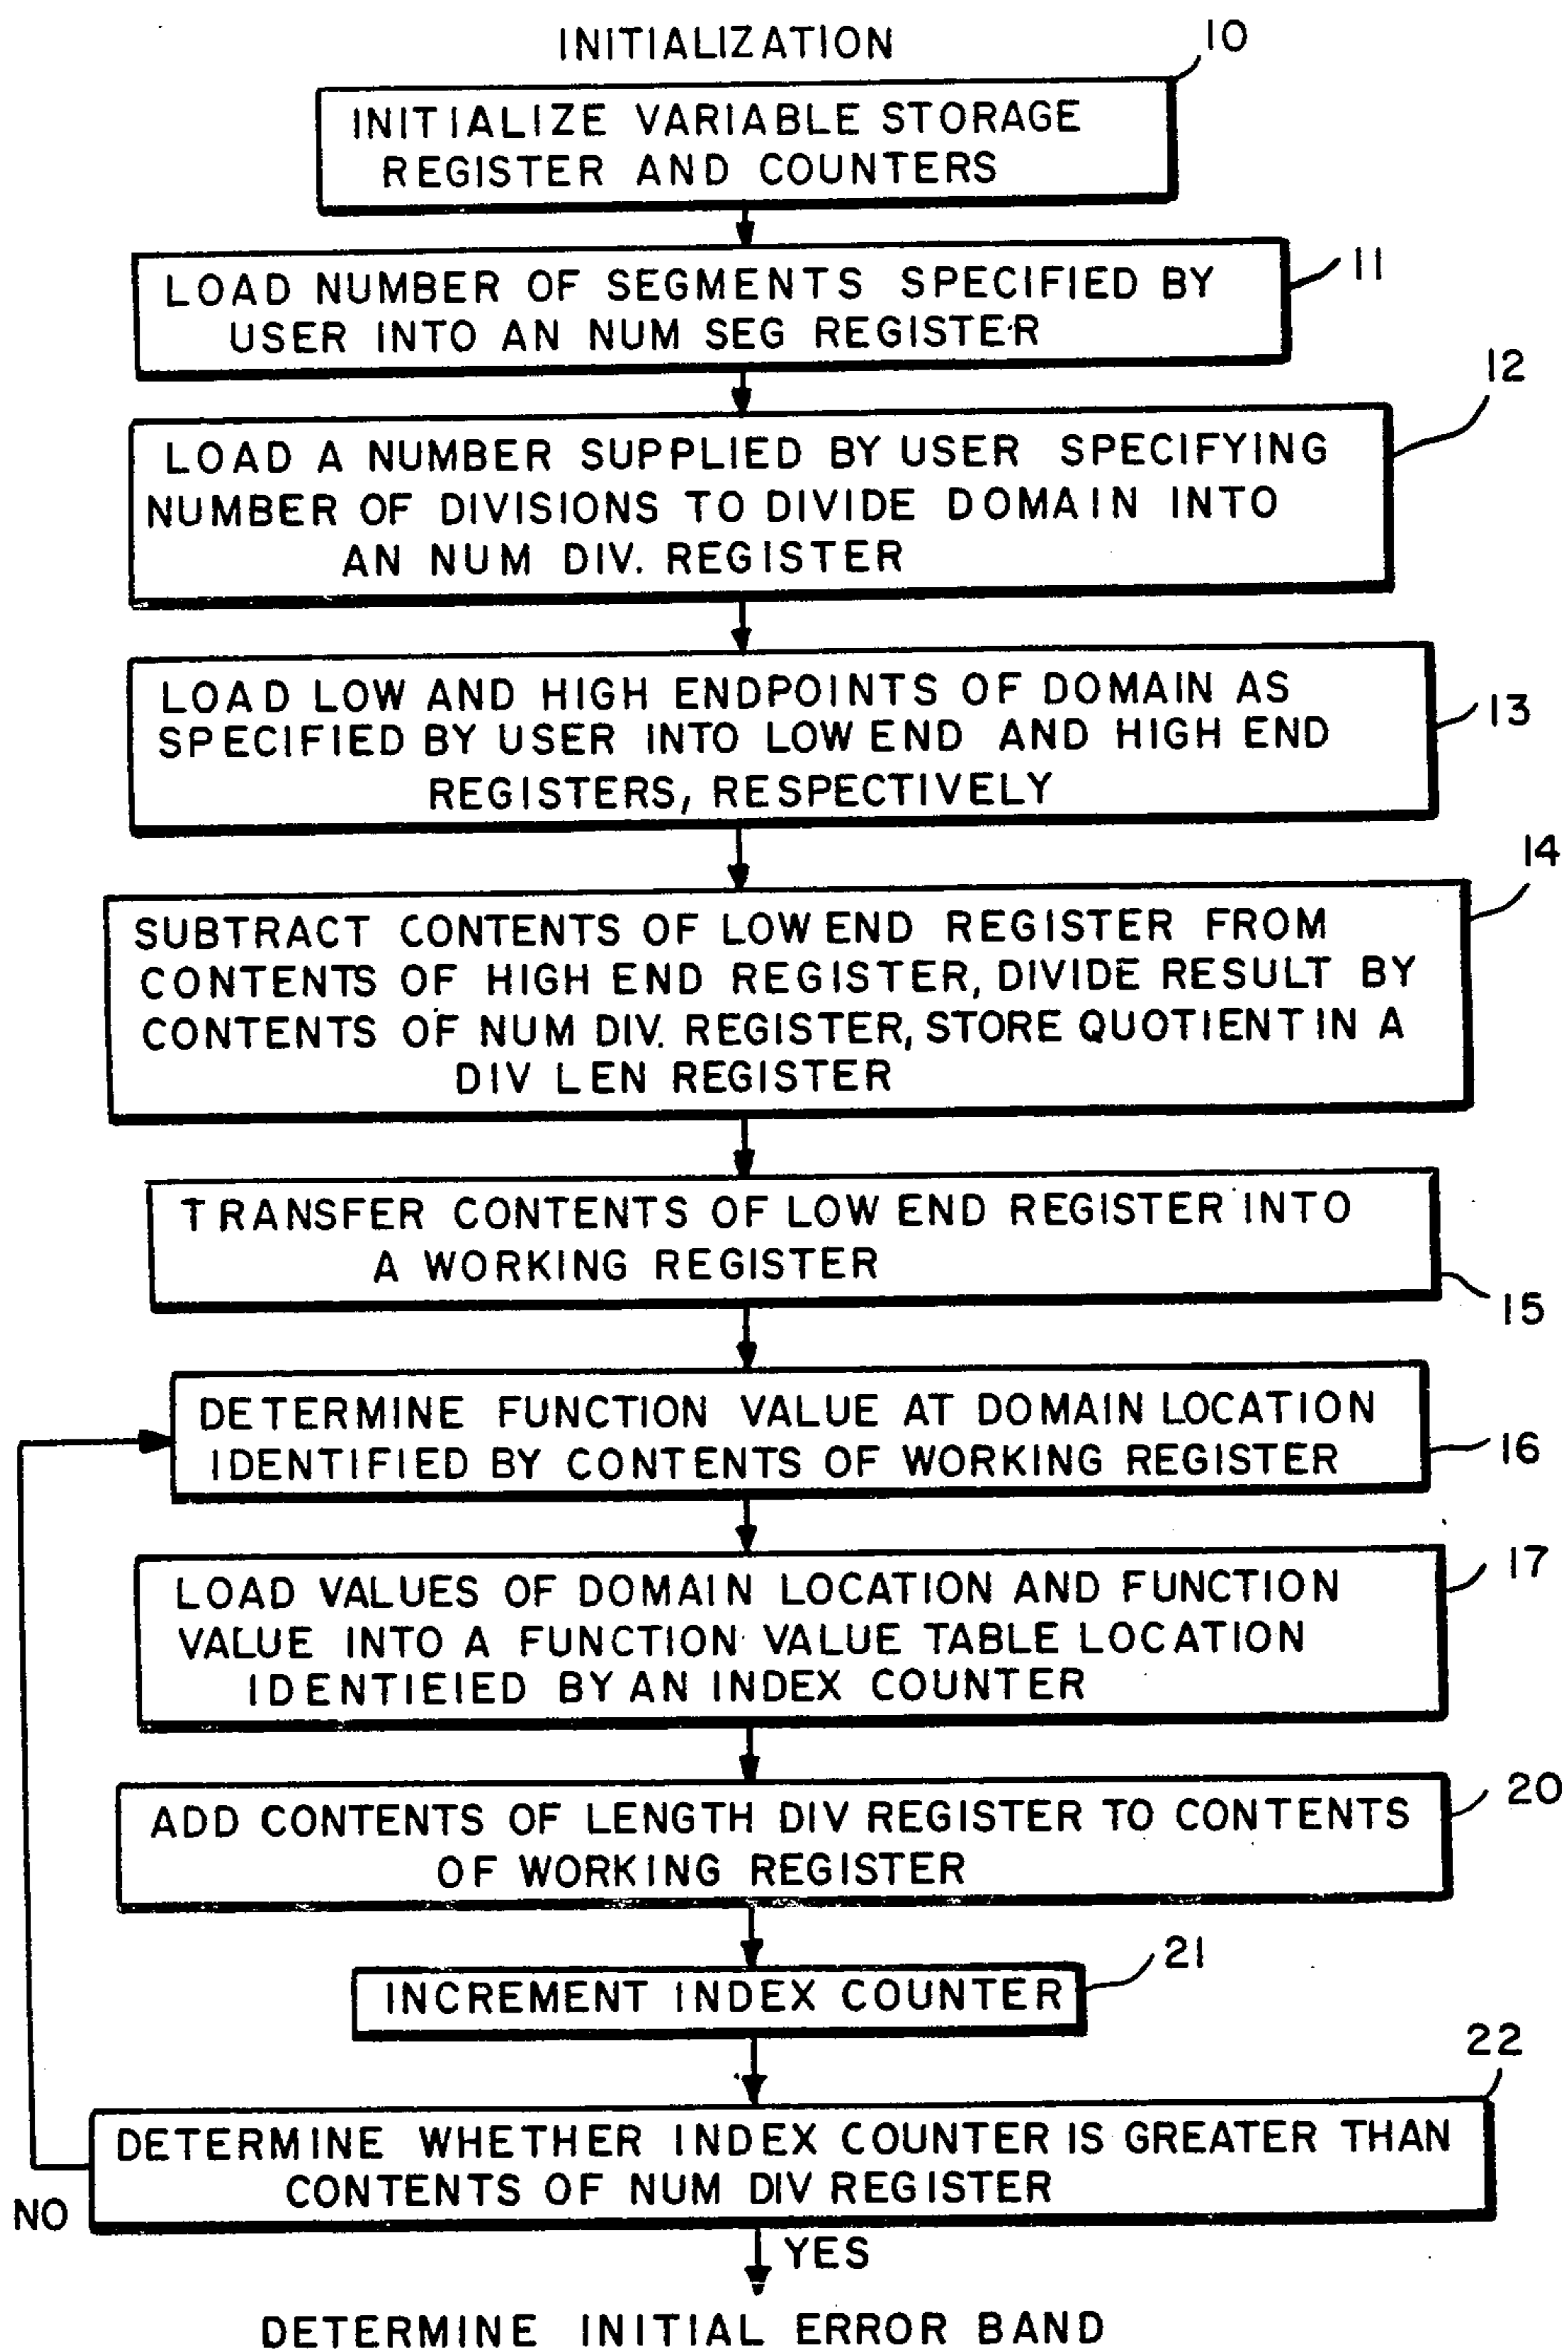 INITIALIZATION
10
INITIALIZE VARIABLE STORAGE
REGISTER AND COUNTERS
11
LOAD NUMBER OF SEGMENTS SPECIFIED BY
USER INTO AN NUM SEG REGISTER
12
LOAD A NUMBER SUPPLIED BY USER SPECIFYING
NUMBER OF DIVISIONS TO DIVIDE DOMAIN INTO
AN NUM DIV. REGISTER
13
LOAD LOW AND HIGH ENDPOINTS OF DOMAIN AS
SPECIFIED BY USER INTO LOW END AND HIGH END
REGISTERS, RESPECTIVELY
14
SUBTRACT CONTENTS OF LOW END REGISTER FROM
CONTENTS OF HIGH END REGISTER, DIVIDE RESULT BY
CONTENTS OF NUM DIV. REGISTER, STORE QUOTIENT IN A
DIV LEN REGISTER
TRANSFER CONTENTS OF LOW END REGISTER INTO
A WORKING REGISTER
15
DETERMINE FUNCTION VALUE AT DOMAIN LOCATION
IDENTIFIED BY CONTENTS OF WORKING REGISTER
16
17
LOAD VALUES OF DOMAIN LOCATION AND FUNCTION
VALUE INTO A FUNCTION VALUE TABLE LOCATION
IDENTIEIED BY AN INDEX COUNTER
20
ADD CONTENTS OF LENGTH DIV REGISTER TO CONTENTS
OF WORKING REGISTER
21
INCREMENT INDEX COUNTER
22
DETERMINE WHETHER INDEX COUNTER IS GREATER THAN
CONTENTS OF NUM DIV REGISTER
NO
YES
DETERMINE INITIAL ERROR BAND